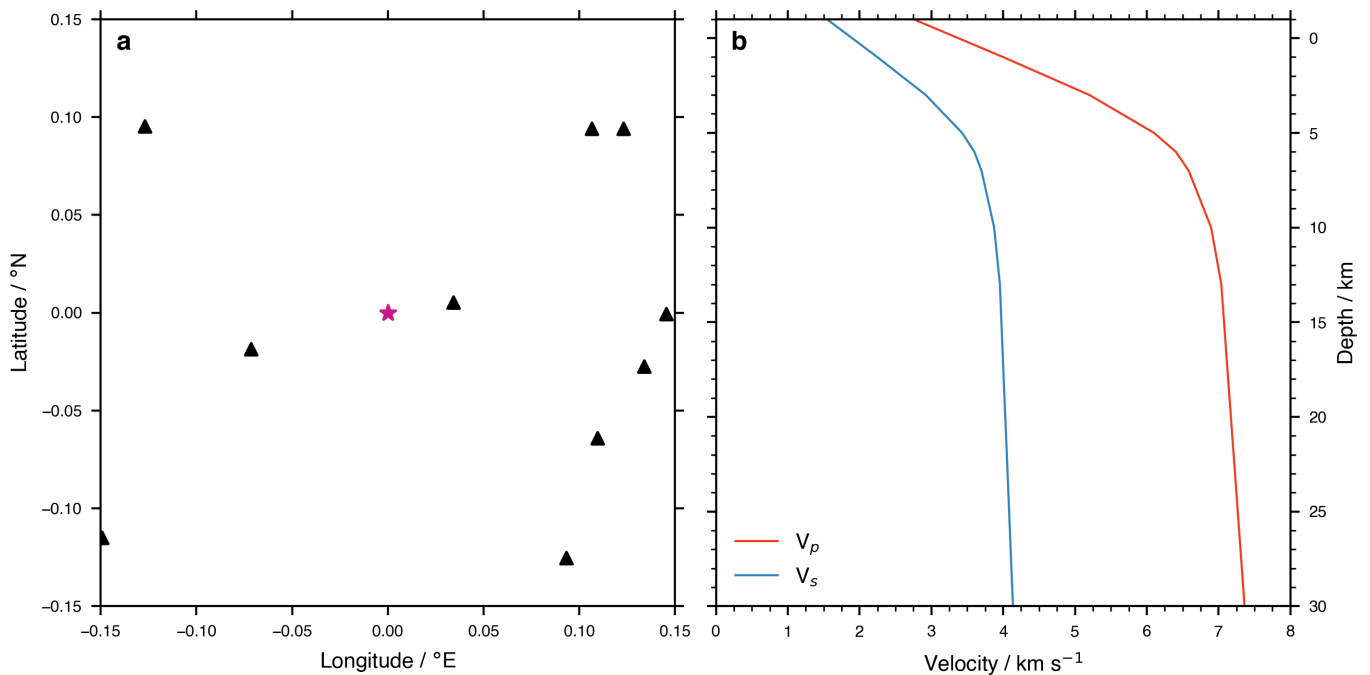 a
0.15
0.10
0.05
0.00
−0.05
−0.10
−0.15
Latitude / °N
−0.15 −0.10 −0.05 0.00 0.05 0.10 0.15
Longitude / °E
b
V_p
V_s
0 1 2 3 4 5 6 7 8
Velocity / km s⁻¹
0
5
10
15
20
25
30
Depth / km